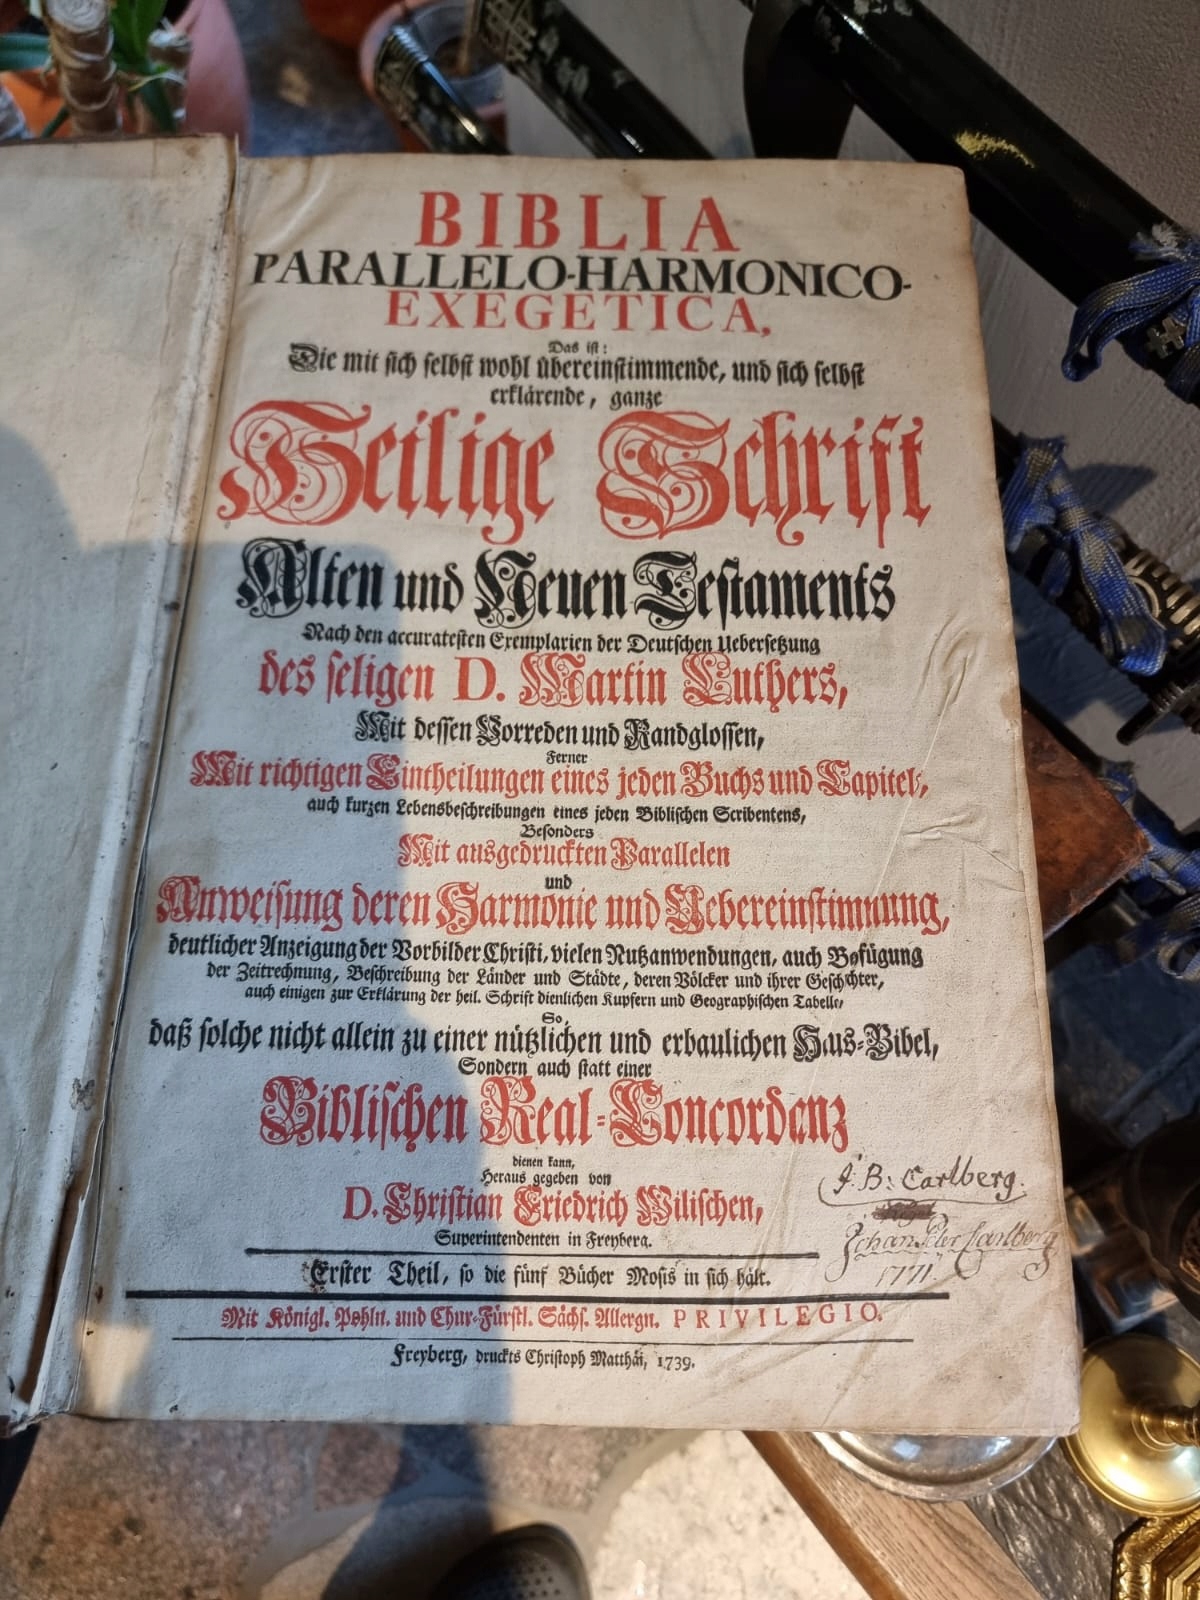 BIBLIA
PARALLELO-HARMONICO-
EXEGETICA,
Das ist:
Die mit sich selbst wohl übereinstimmende, und sich selbst
erklärende, ganze
Heilige Schrift
Alten und Neuen Testaments
Nach den accuratesten Exemplarien der Deutschen Uebersetzung
des seligen D. Martin Luthers,
Mit dessen Vorreden und Randglossen,
Ferner
Mit richtigen Eintheilungen eines jeden Buchs und Capitels,
auch kurzen Lebensbeschreibungen eines jeden Biblischen Scribentens,
Besonders
Mit ausgedruckten Parallelen
und
Anweisung deren Harmonie und Uebereinstimmung,
deutlicher Anzeigung der Vorbilder Christi, vielen Nutzanwendungen, auch Befügung
der Zeitrechnung, Beschreibung der Länder und Städte, deren Völcker und ihrer Geschichter,
auch einigen zur Erklärung der heil. Schrift dienlichen Kupfern und Geographischen Tabellen,
So,
daß solche nicht allein zu einer nützlichen und erbaulichen Haus-Bibel,
Sondern auch statt einer
Biblischen Real-Concordanz
dienen kann,
Heraus gegeben von
D. Christian Friedrich Wilischen,
Superintendenten in Freyberg.
J. B. Carlberg.
Johan Peter Carlberg
1771.
Erster Theil, so die fünf Bücher Mosis in sich hält.
Mit Königl. Pohln. und Chur-Fürstl. Sächs. Allergn. PRIVILEGIO.
Freyberg, druckts Christoph Matthäi, 1739.